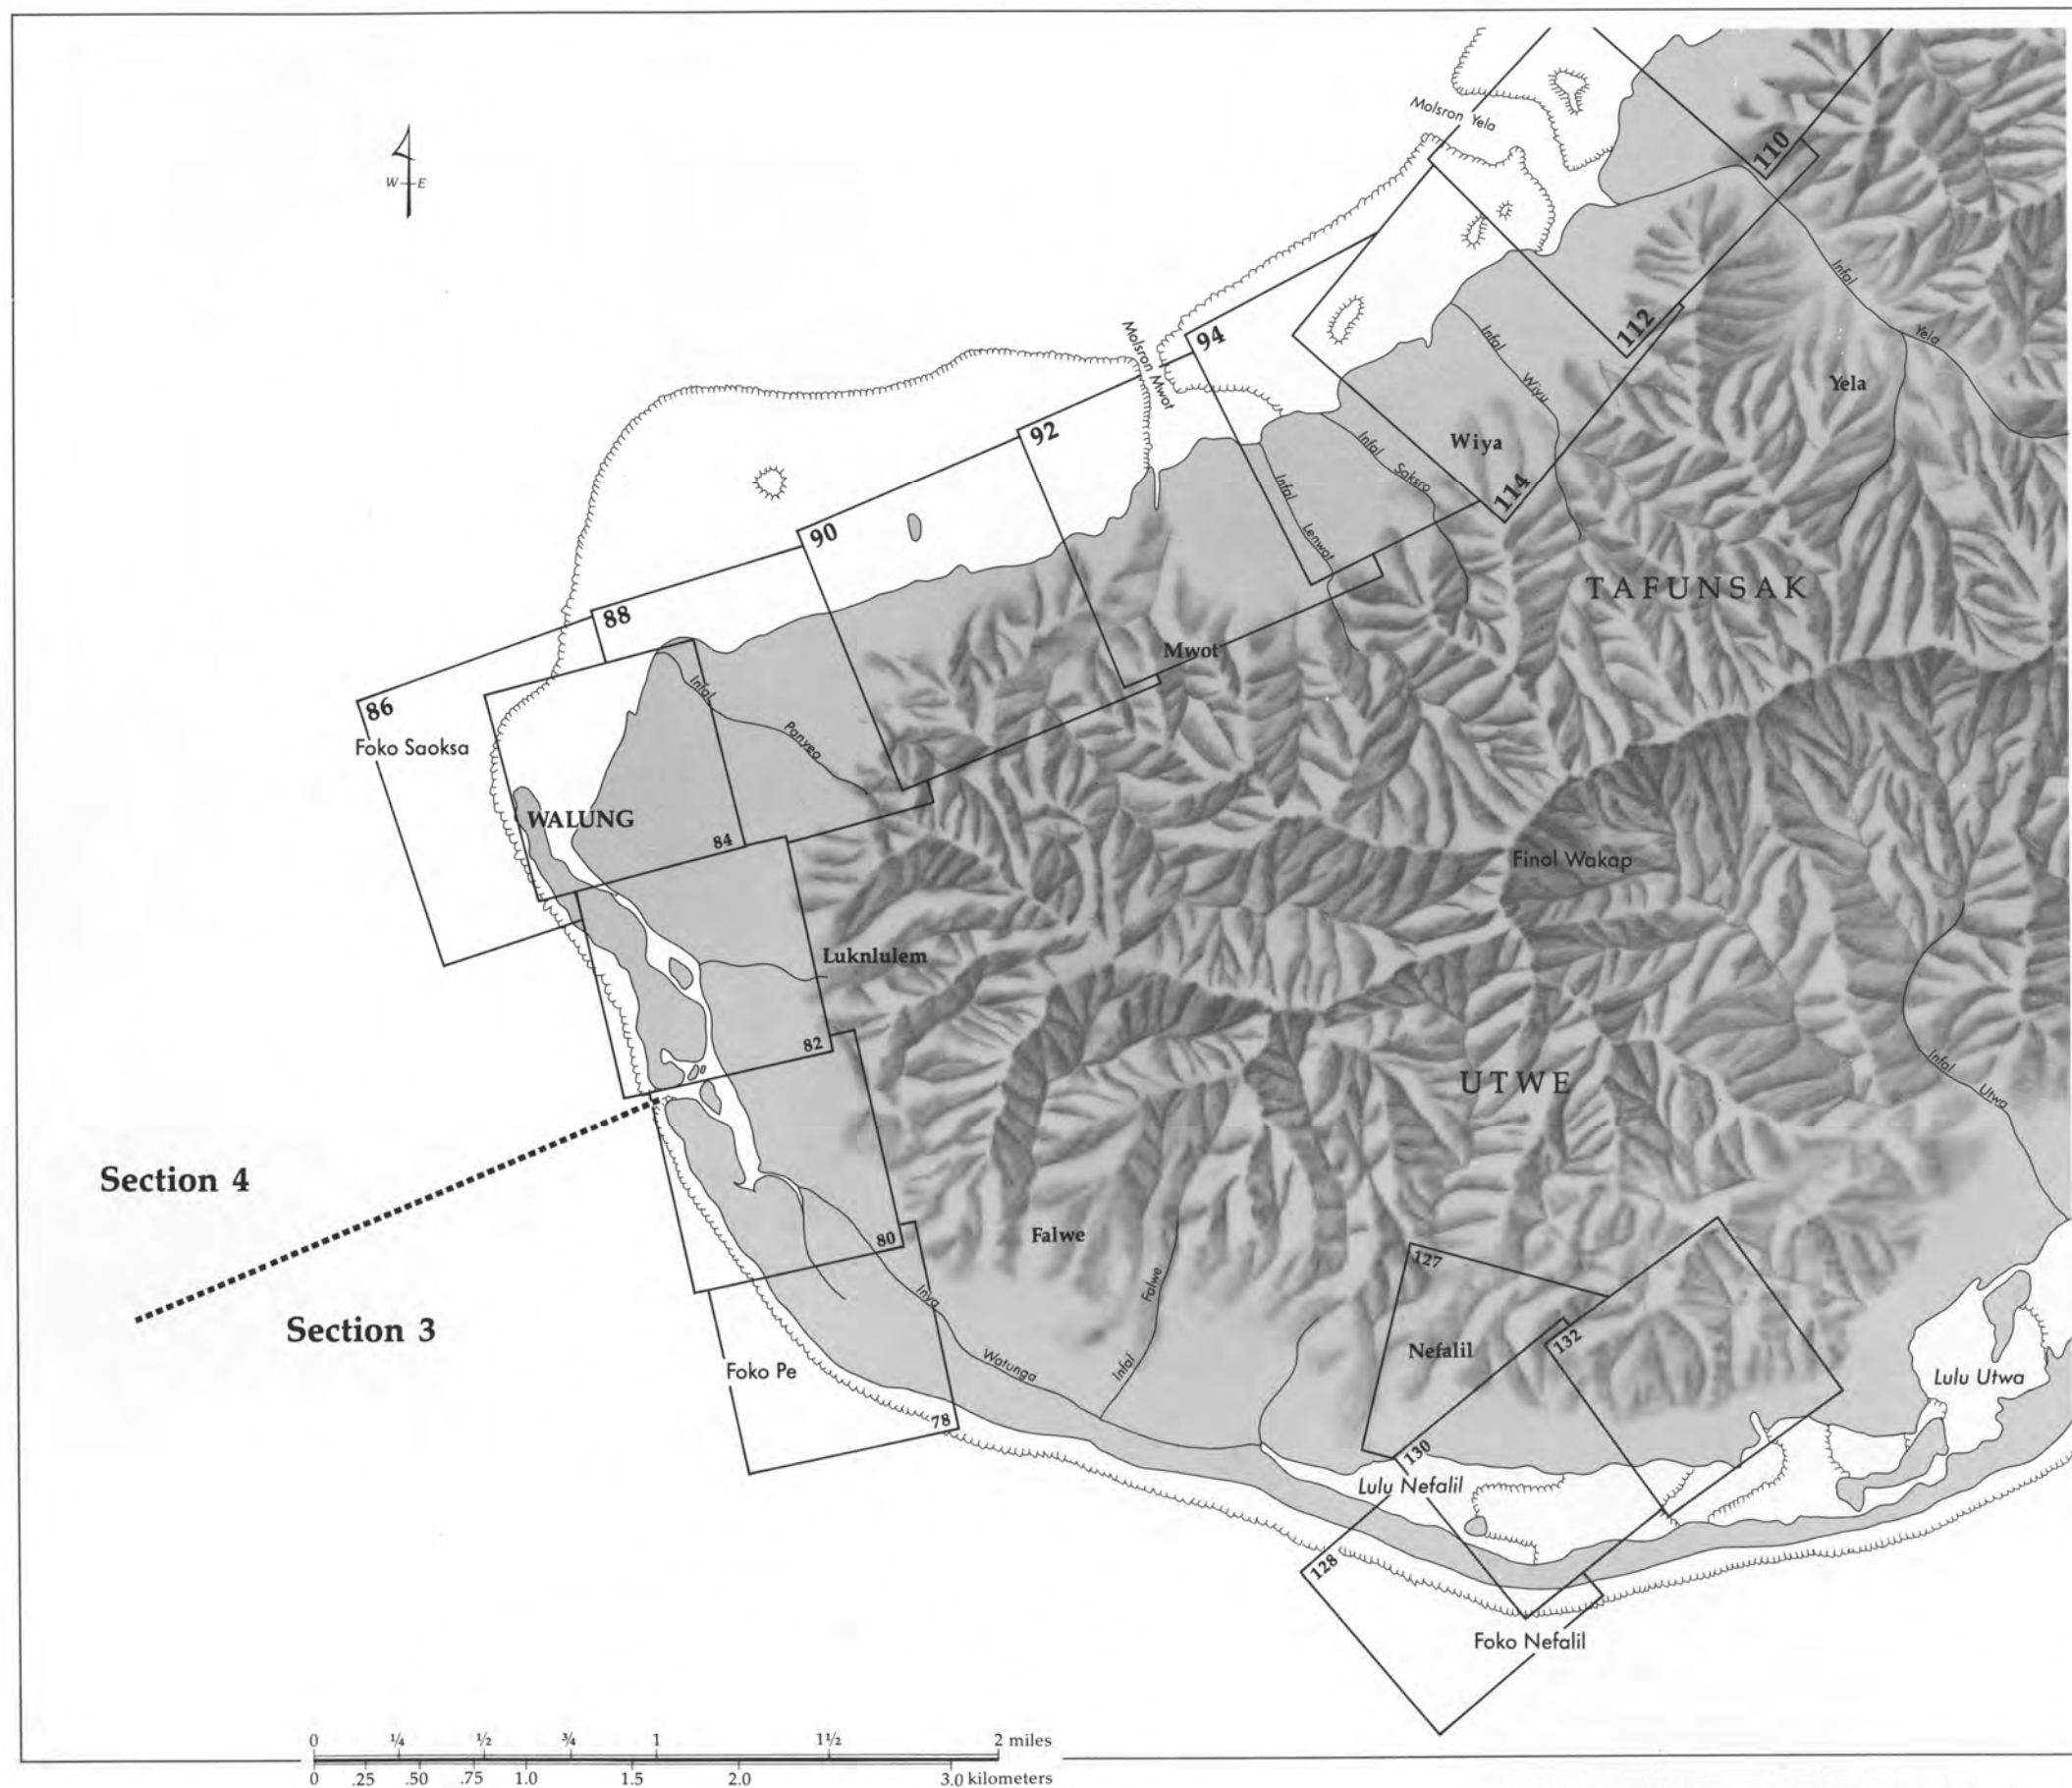 Molsron Yela
110
W E
Infal
Yela
112
94
Molsron Mwot
Infal
Wiyu
Yela
92
Wiya
Infal
Saksro
114
Infal
Lenwot
90
TAFUNSAK
88
Mwot
86
Foko Saoksa
Infal
Panyea
WALUNG
84
Finol Wakap
Luknlulem
82
UTWE
Infal
Utwa
Section 4
80
Falwe
127
Infal
Falwe
Section 3
Inya
Watunga
132
Nefalil
Foko Pe
Lulu Utwa
78
130
Lulu Nefalil
128
Foko Nefalil
0 ¼ ½ ¾ 1 1½ 2 miles
0 .25 .50 .75 1.0 1.5 2.0 3.0 kilometers